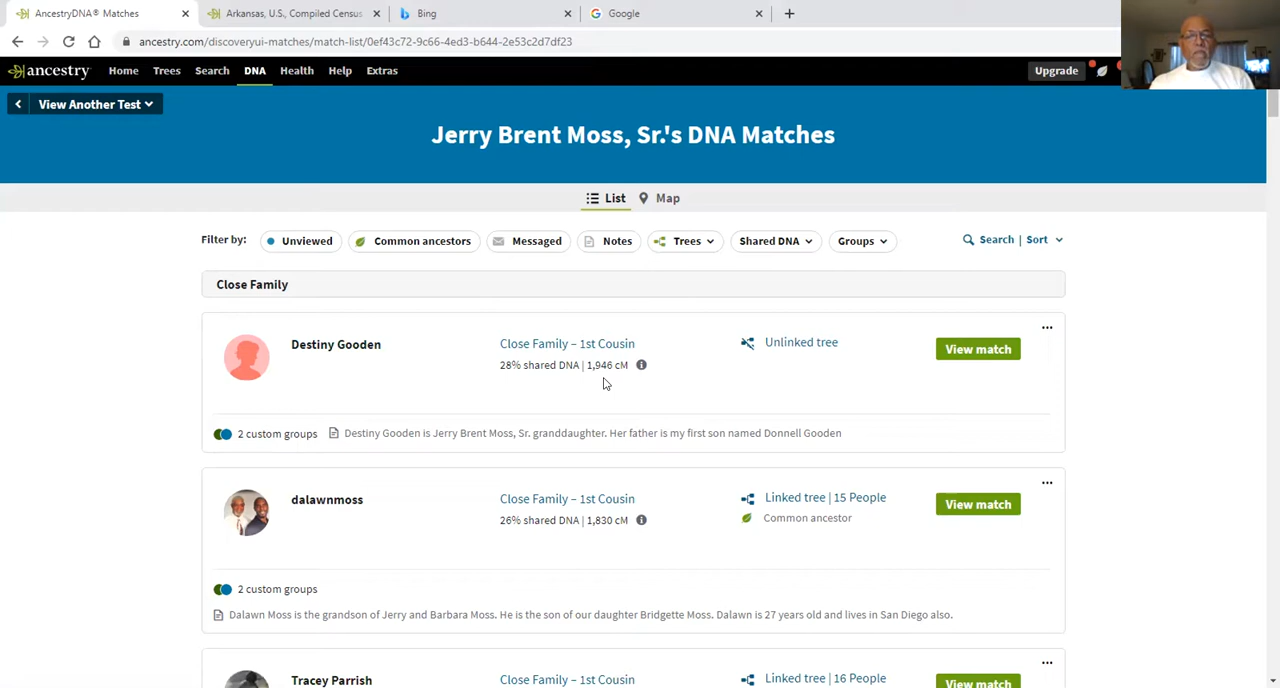 AncestryDNA® Matches
Arkansas, U.S., Compiled Census
Bing
Google
ancestry.com/discoveryui-matches/match-list/0ef43c72-9c66-4ed3-b644-2e53c2d7df23
ancestry Home Trees Search DNA Health Help Extras Upgrade
View Another Test
Jerry Brent Moss, Sr.'s DNA Matches
List Map
Filter by: Unviewed Common ancestors Messaged Notes Trees Shared DNA Groups Search | Sort
Close Family
Destiny Gooden Close Family – 1st Cousin Unlinked tree View match
28% shared DNA | 1,946 cM
2 custom groups Destiny Gooden is Jerry Brent Moss, Sr. granddaughter. Her father is my first son named Donnell Gooden
dalawnmoss Close Family – 1st Cousin Linked tree | 15 People View match
26% shared DNA | 1,830 cM Common ancestor
2 custom groups
Dalawn Moss is the grandson of Jerry and Barbara Moss. He is the son of our daughter Bridgette Moss. Dalawn is 27 years old and lives in San Diego also.
Tracey Parrish Close Family – 1st Cousin Linked tree | 16 People View match